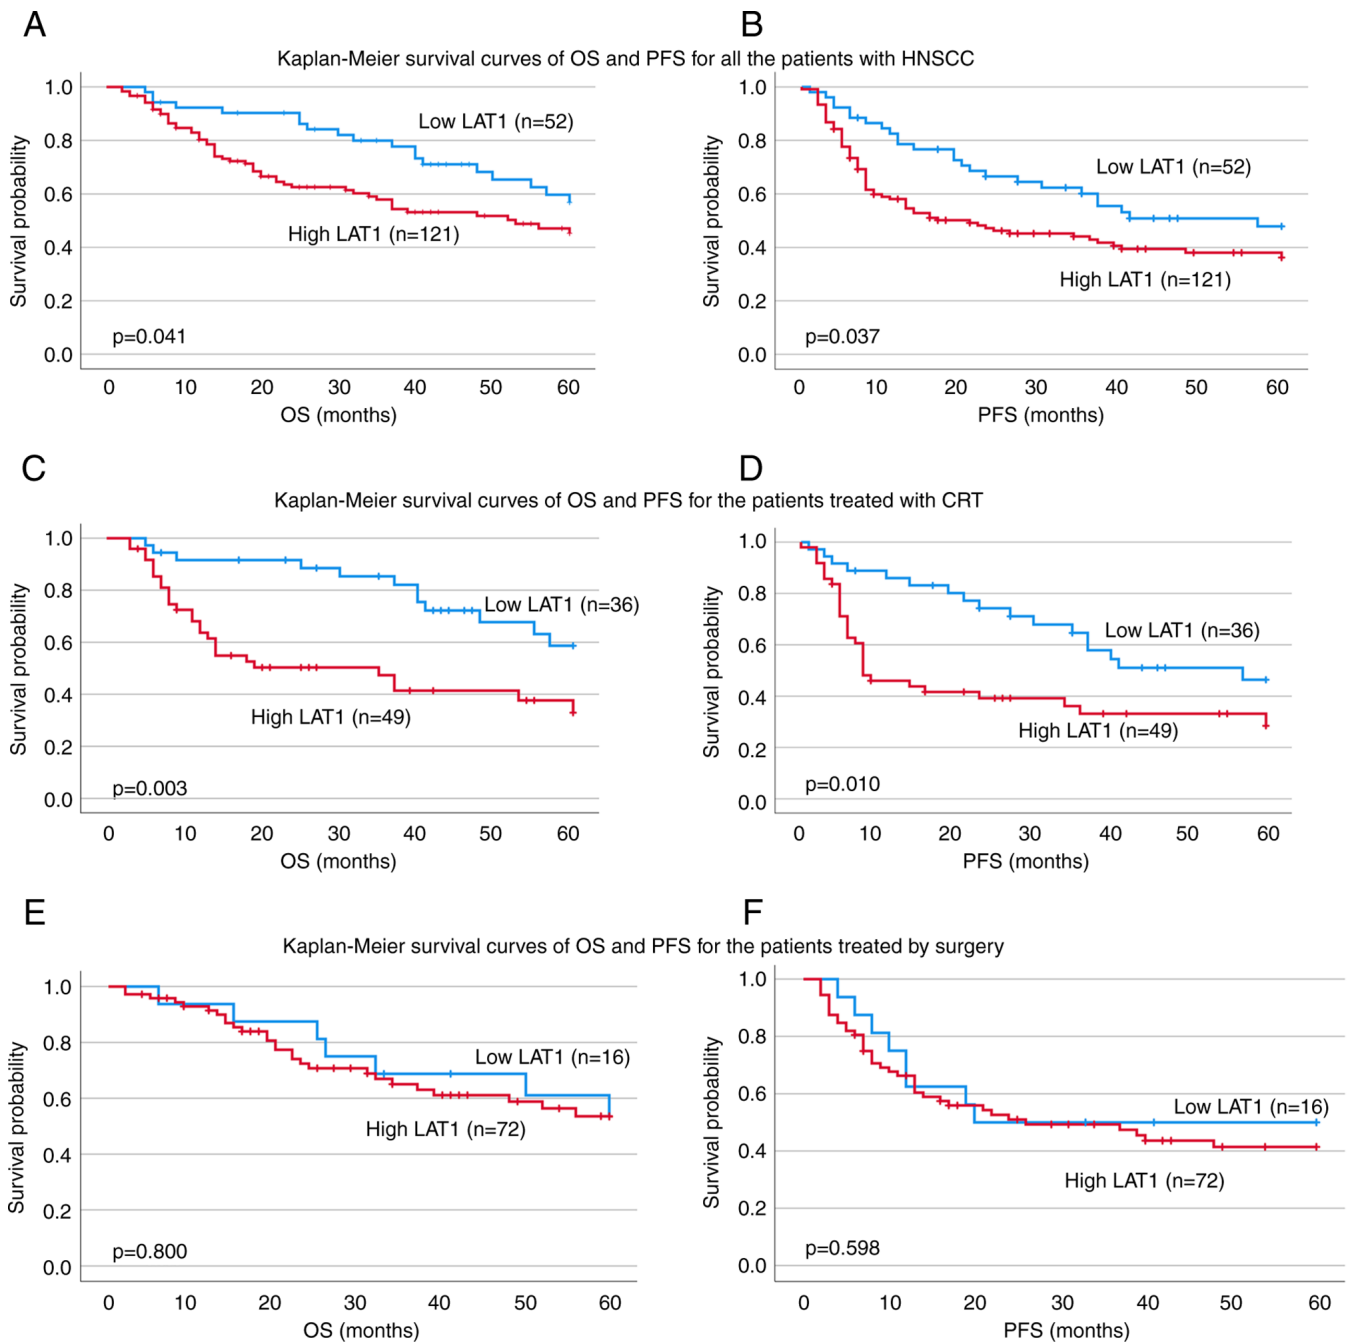 A
B
Kaplan-Meier survival curves of OS and PFS for all the patients with HNSCC
Survival probability
1.0
0.8
0.6
0.4
0.2
0.0
Low LAT1 (n=52)
High LAT1 (n=121)
p=0.041
0 10 20 30 40 50 60
OS (months)
Survival probability
1.0
0.8
0.6
0.4
0.2
0.0
Low LAT1 (n=52)
High LAT1 (n=121)
p=0.037
0 10 20 30 40 50 60
PFS (months)
C
D
Kaplan-Meier survival curves of OS and PFS for the patients treated with CRT
Survival probability
1.0
0.8
0.6
0.4
0.2
0.0
Low LAT1 (n=36)
High LAT1 (n=49)
p=0.003
0 10 20 30 40 50 60
OS (months)
Survival probability
1.0
0.8
0.6
0.4
0.2
0.0
Low LAT1 (n=36)
High LAT1 (n=49)
p=0.010
0 10 20 30 40 50 60
PFS (months)
E
F
Kaplan-Meier survival curves of OS and PFS for the patients treated by surgery
Survival probability
1.0
0.8
0.6
0.4
0.2
0.0
Low LAT1 (n=16)
High LAT1 (n=72)
p=0.800
0 10 20 30 40 50 60
OS (months)
Survival probability
1.0
0.8
0.6
0.4
0.2
0.0
Low LAT1 (n=16)
High LAT1 (n=72)
p=0.598
0 10 20 30 40 50 60
PFS (months)